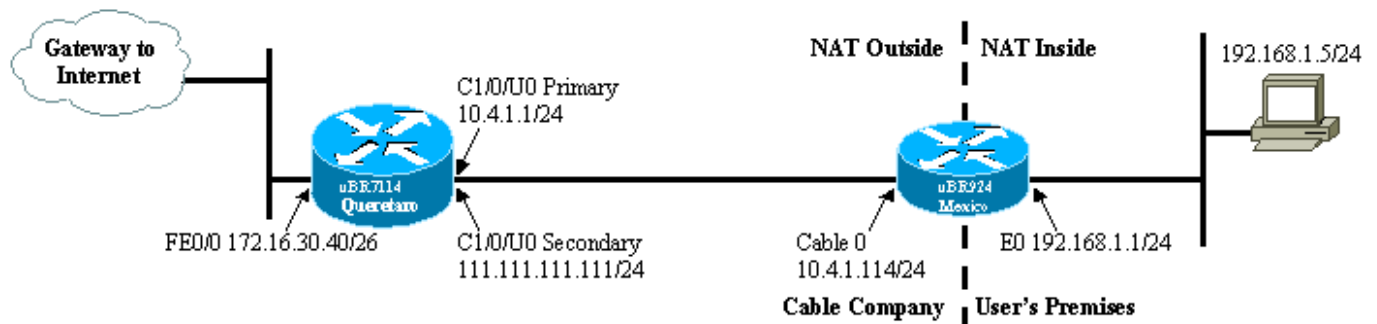 Gateway to
Internet
C1/0/U0 Primary
10.4.1.1/24
uBR7114
Queretaro
FE0/0 172.16.30.40/26
C1/0/U0 Secondary
111.111.111.111/24
NAT Outside
NAT Inside
192.168.1.5/24
uBR924
Mexico
Cable 0
10.4.1.114/24
E0 192.168.1.1/24
Cable Company
User's Premises